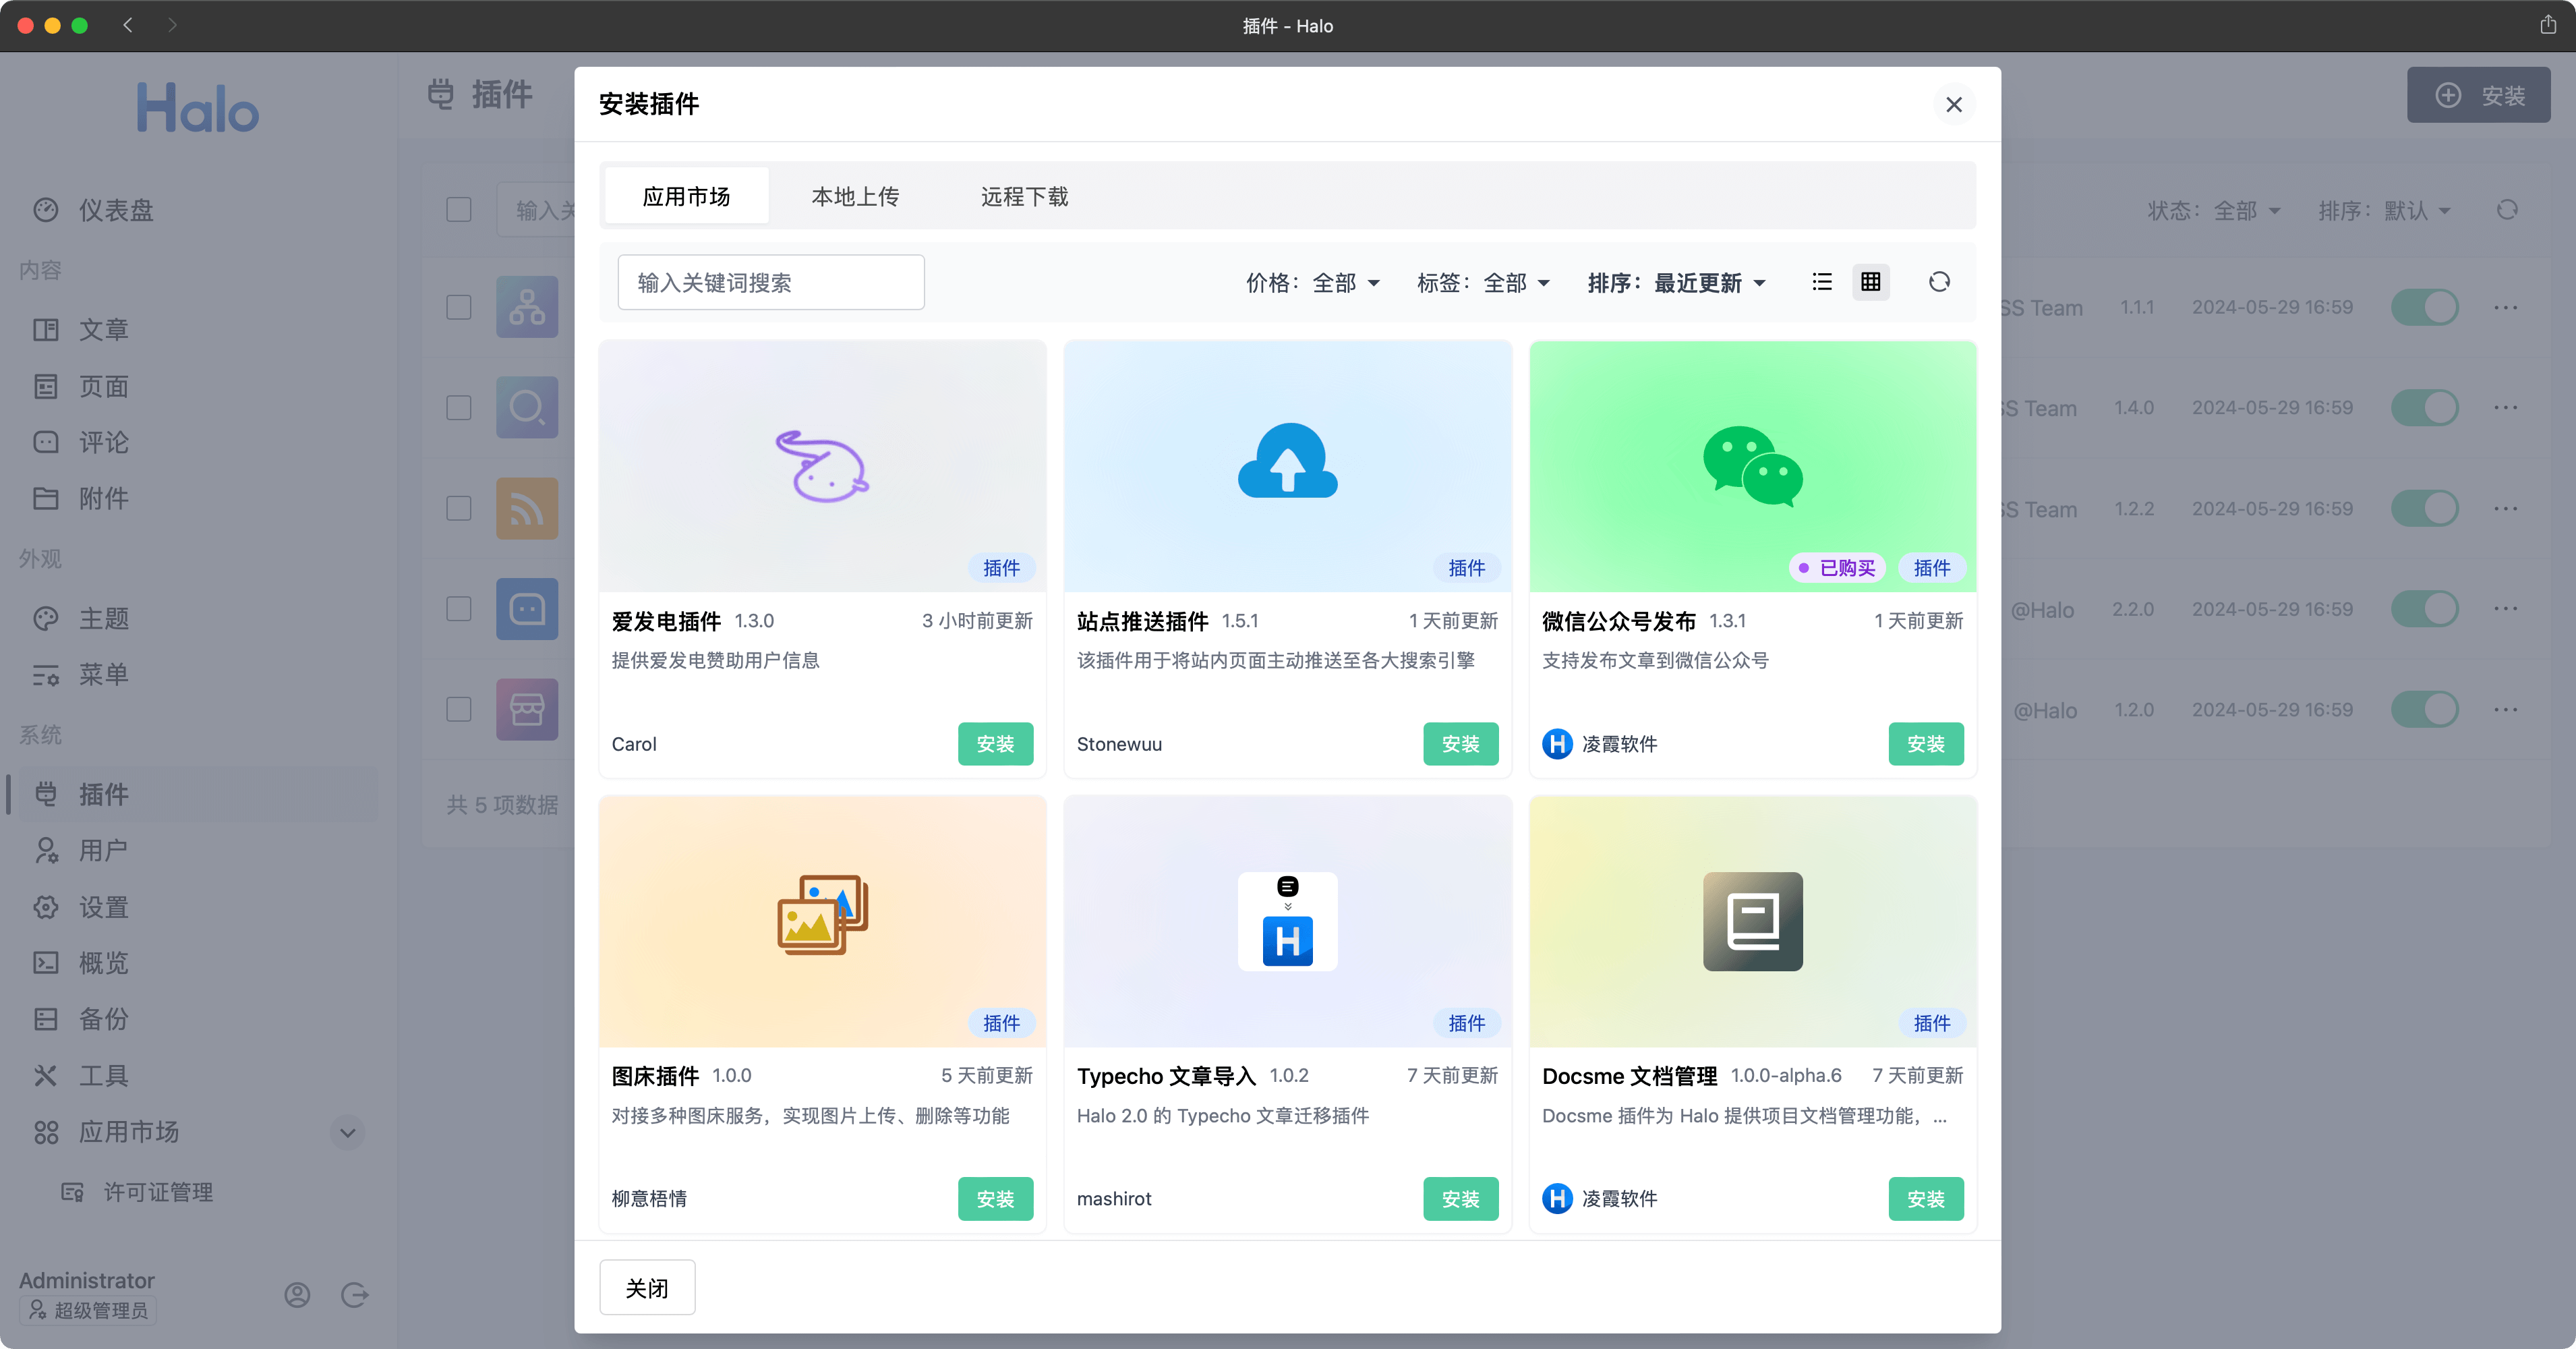 插件 - Halo
Halo
仪表盘
内容
文章
页面
评论
附件
外观
主题
菜单
系统
插件
用户
设置
概览
备份
工具
应用市场
许可证管理
Administrator
超级管理员
插件
安装
输入关
状态: 全部
排序: 默认
SS Team 1.1.1 2024-05-29 16:59
SS Team 1.4.0 2024-05-29 16:59
SS Team 1.2.2 2024-05-29 16:59
@Halo 2.2.0 2024-05-29 16:59
@Halo 1.2.0 2024-05-29 16:59
共 5 项数据
安装插件
应用市场 本地上传 远程下载
输入关键词搜索 价格: 全部 标签: 全部 排序: 最近更新
插件
爱发电插件 1.3.0 3 小时前更新
提供爱发电赞助用户信息
Carol 安装
插件
站点推送插件 1.5.1 1 天前更新
该插件用于将站内页面主动推送至各大搜索引擎
Stonewuu 安装
已购买 插件
微信公众号发布 1.3.1 1 天前更新
支持发布文章到微信公众号
凌霞软件 安装
插件
图床插件 1.0.0 5 天前更新
对接多种图床服务，实现图片上传、删除等功能
柳意梧情 安装
插件
Typecho 文章导入 1.0.2 7 天前更新
Halo 2.0 的 Typecho 文章迁移插件
mashirot 安装
插件
Docsme 文档管理 1.0.0-alpha.6 7 天前更新
Docsme 插件为 Halo 提供项目文档管理功能，...
凌霞软件 安装
关闭